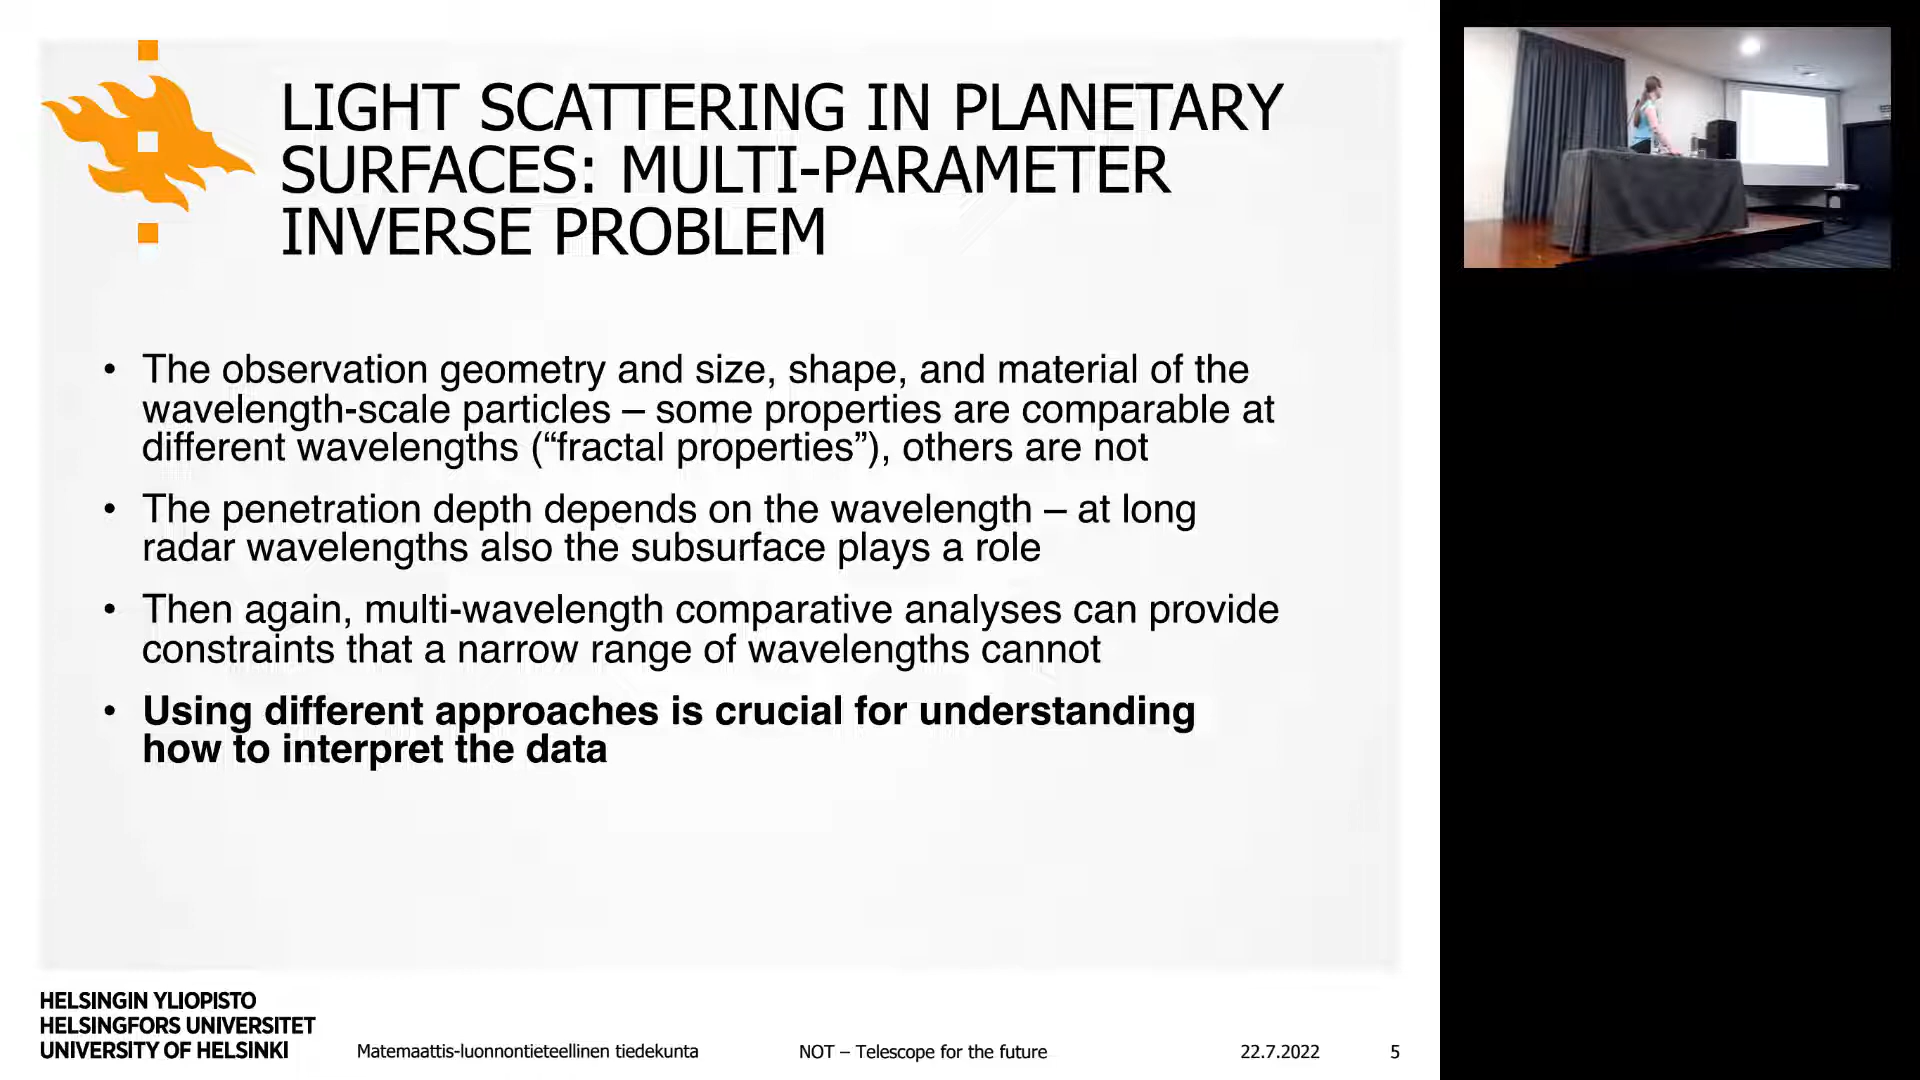 LIGHT SCATTERING IN PLANETARY
SURFACES: MULTI-PARAMETER
INVERSE PROBLEM
• The observation geometry and size, shape, and material of the
wavelength-scale particles – some properties are comparable at
different wavelengths (“fractal properties”), others are not
• The penetration depth depends on the wavelength – at long
radar wavelengths also the subsurface plays a role
• Then again, multi-wavelength comparative analyses can provide
constraints that a narrow range of wavelengths cannot
• Using different approaches is crucial for understanding
how to interpret the data
HELSINGIN YLIOPISTO
HELSINGFORS UNIVERSITET
UNIVERSITY OF HELSINKI
Matemaattis-luonnontieteellinen tiedekunta
NOT – Telescope for the future
22.7.2022
5